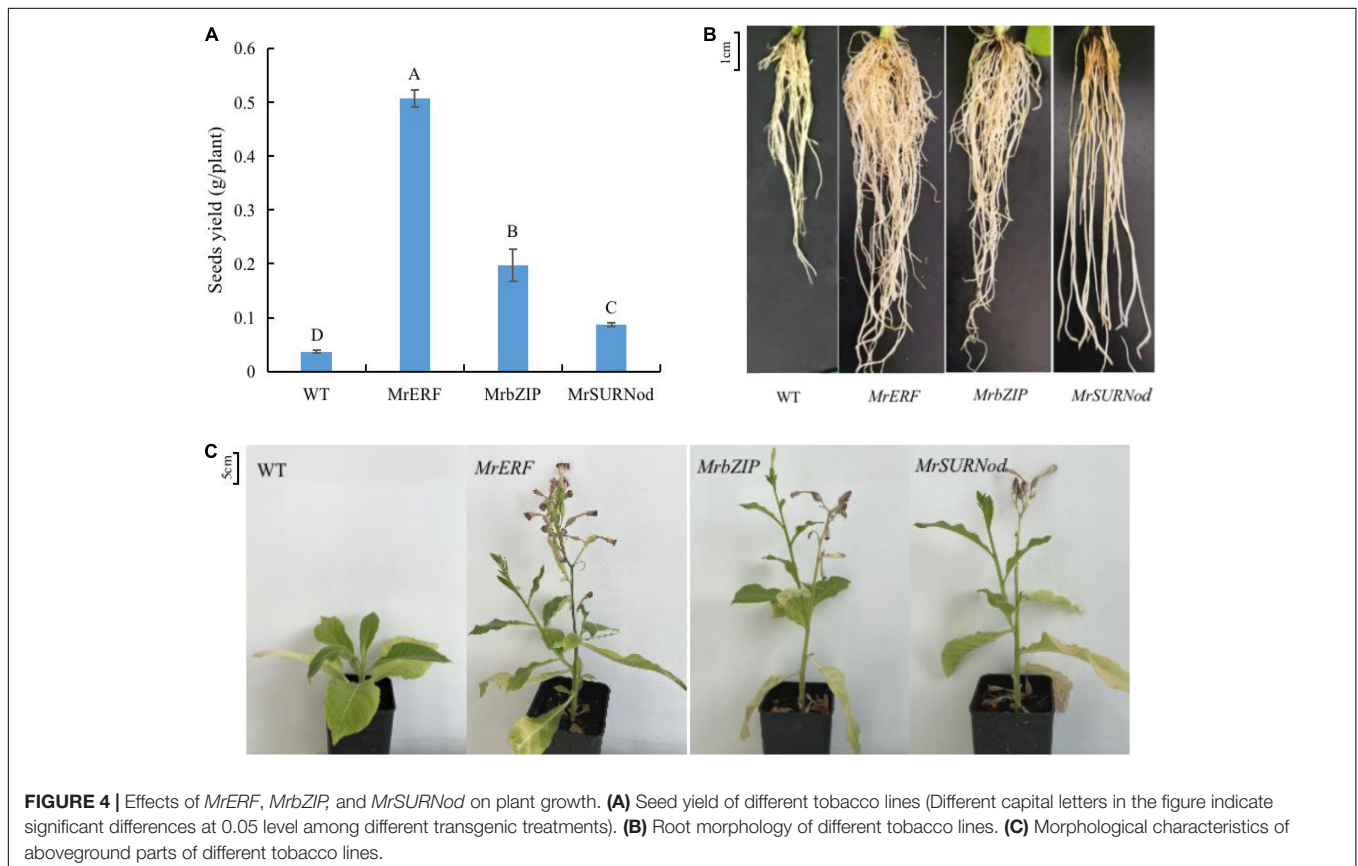 A
0.6
0.5
0.4
0.3
0.2
0.1
0
Seeds yield (g/plant)
D
A
B
C
WT
MrERF
MrbZIP
MrSURNod
B
1cm
WT
MrERF
MrbZIP
MrSURNod
C
5cm
WT
MrERF
MrbZIP
MrSURNod
FIGURE 4 | Effects of MrERF, MrbZIP, and MrSURNod on plant growth. (A) Seed yield of different tobacco lines (Different capital letters in the figure indicate
significant differences at 0.05 level among different transgenic treatments). (B) Root morphology of different tobacco lines. (C) Morphological characteristics of
aboveground parts of different tobacco lines.